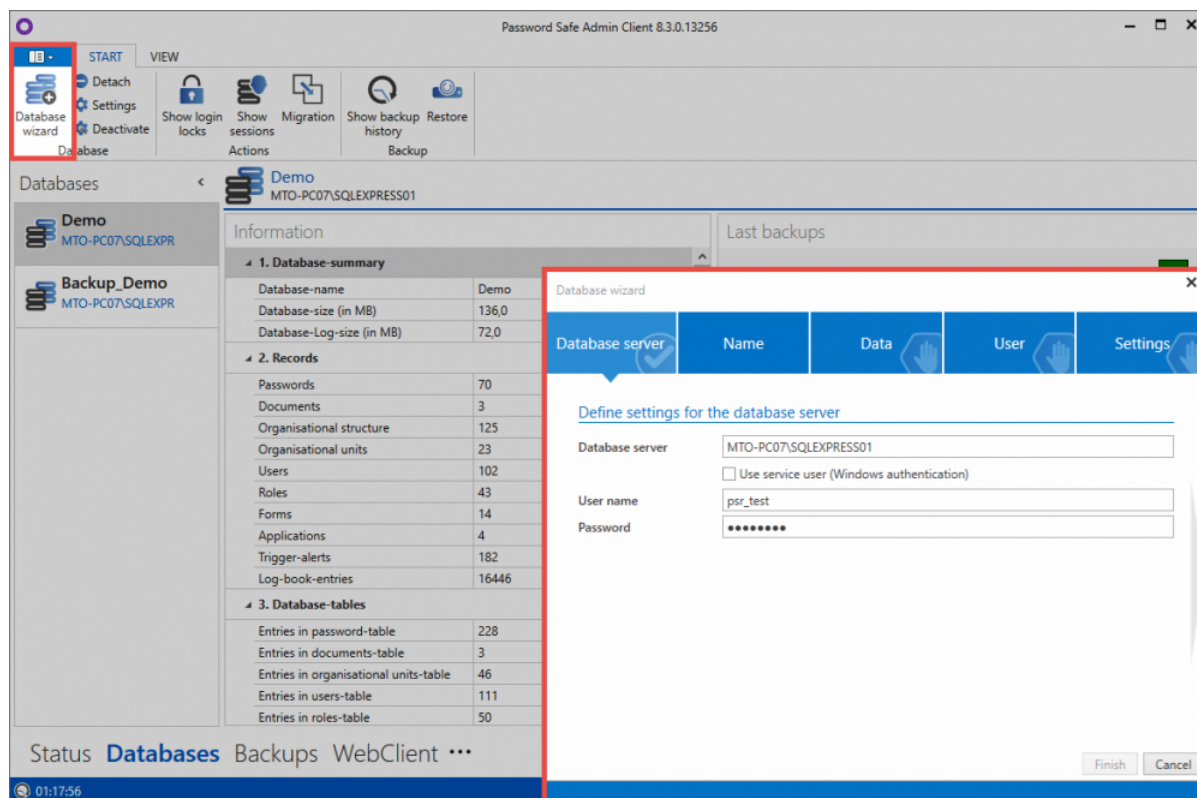 Password Safe Admin Client 8.3.0.13256
START VIEW
Database wizard
Detach
Settings
Deactivate
Database
Show login locks
Show sessions
Migration
Actions
Show backup history
Restore
Backup
Databases
Demo
MTO-PC07\SQLEXPR
Backup_Demo
MTO-PC07\SQLEXPR
Demo
MTO-PC07\SQLEXPRESS01
Information
1. Database-summary
Database-name Demo
Database-size (in MB) 136,0
Database-Log-size (in MB) 72,0
2. Records
Passwords 70
Documents 3
Organisational structure 125
Organisational units 23
Users 102
Roles 43
Forms 14
Applications 4
Trigger-alerts 182
Log-book-entries 16446
3. Database-tables
Entries in password-table 228
Entries in documents-table 3
Entries in organisational units-table 46
Entries in users-table 111
Entries in roles-table 50
Last backups
Database wizard
Database server Name Data User Settings
Define settings for the database server
Database server MTO-PC07\SQLEXPRESS01
Use service user (Windows authentication)
User name psr_test
Password ••••••••
Finish Cancel
Status Databases Backups WebClient •••
01:17:56